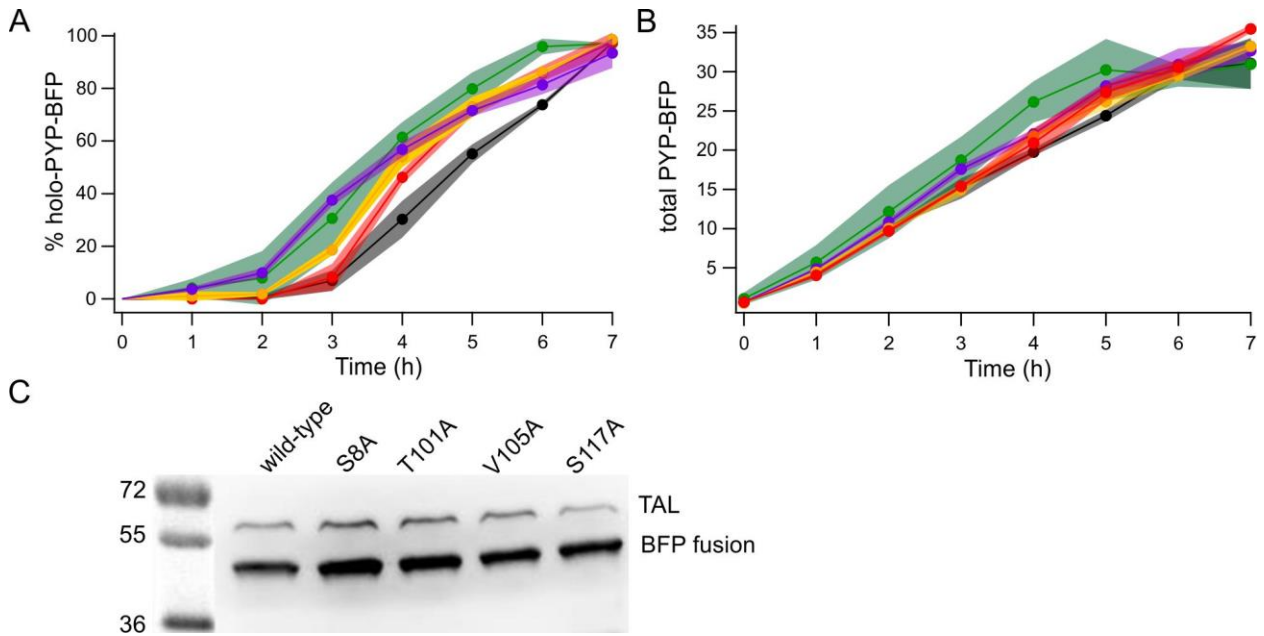 A
% holo-PYP-BFP
100
80
60
40
20
0
0 1 2 3 4 5 6 7
Time (h)
B
total PYP-BFP
35
30
25
20
15
10
5
0 1 2 3 4 5 6 7
Time (h)
C
wild-type S8A T101A V105A S117A
72
55
36
TAL
BFP fusion